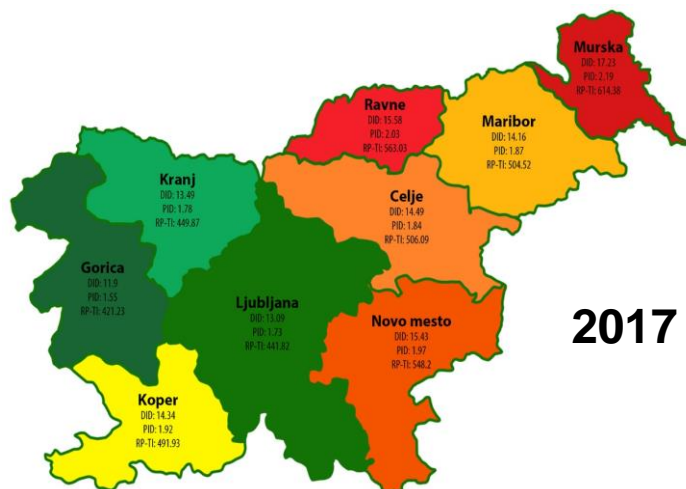 Murska
DID: 17.23
PID: 2.19
RP-TI: 614.38
Ravne
DID: 15.58
PID: 2.03
RP-TI: 563.03
Maribor
DID: 14.16
PID: 1.87
RP-TI: 504.52
Kranj
DID: 13.49
PID: 1.78
RP-TI: 449.87
Celje
DID: 14.49
PID: 1.84
RP-TI: 506.09
Gorica
DID: 11.9
PID: 1.55
RP-TI: 421.23
Ljubljana
DID: 13.09
PID: 1.73
RP-TI: 441.82
Novo mesto
DID: 15.43
PID: 1.97
RP-TI: 548.2
2017
Koper
DID: 14.34
PID: 1.92
RP-TI: 491.93